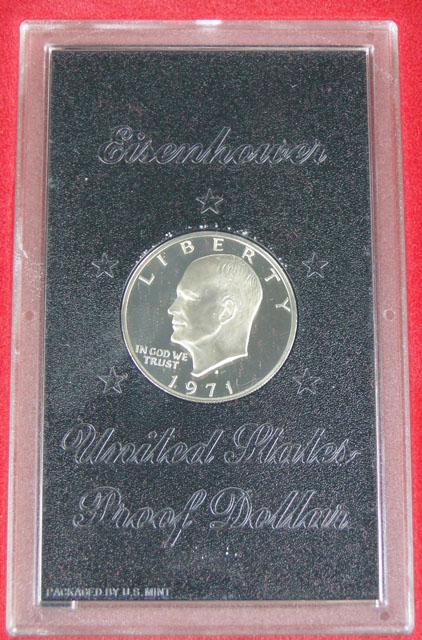 Eisenhower
LIBERTY
IN GOD WE
TRUST
1971
United States
Proof Dollar
PACKAGED BY U.S. MINT